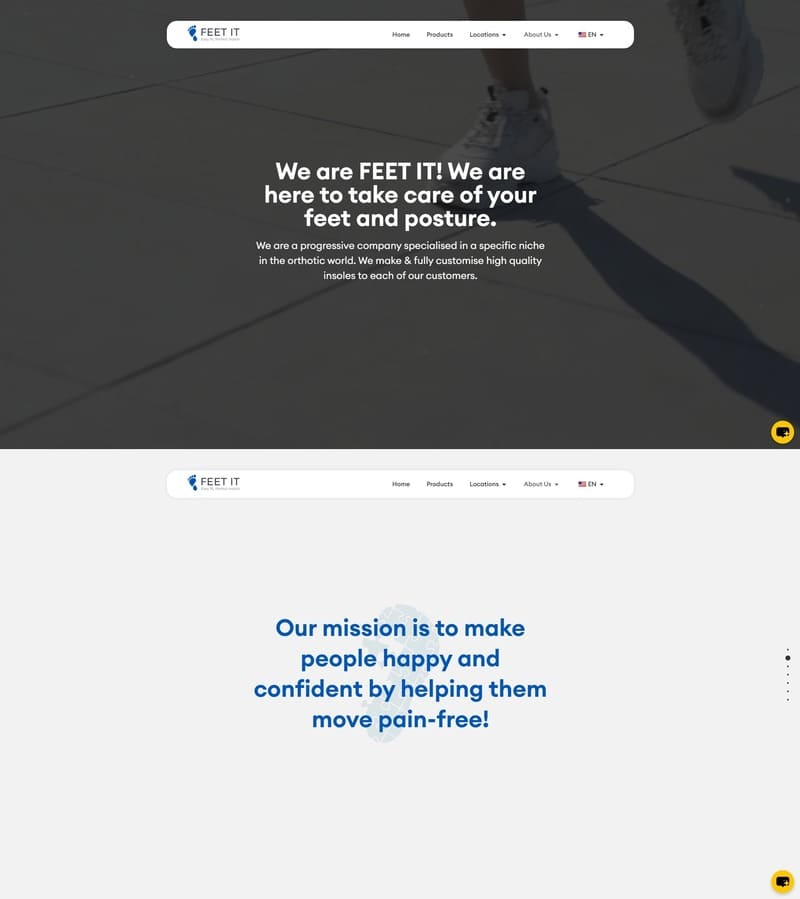 FEET IT
Home Products Locations About Us EN
We are FEET IT! We are
here to take care of your
feet and posture.
We are a progressive company specialised in a specific niche
in the orthotic world. We make & fully customise high quality
insoles to each of our customers.
FEET IT
Home Products Locations About Us EN
Our mission is to make
people happy and
confident by helping them
move pain-free!